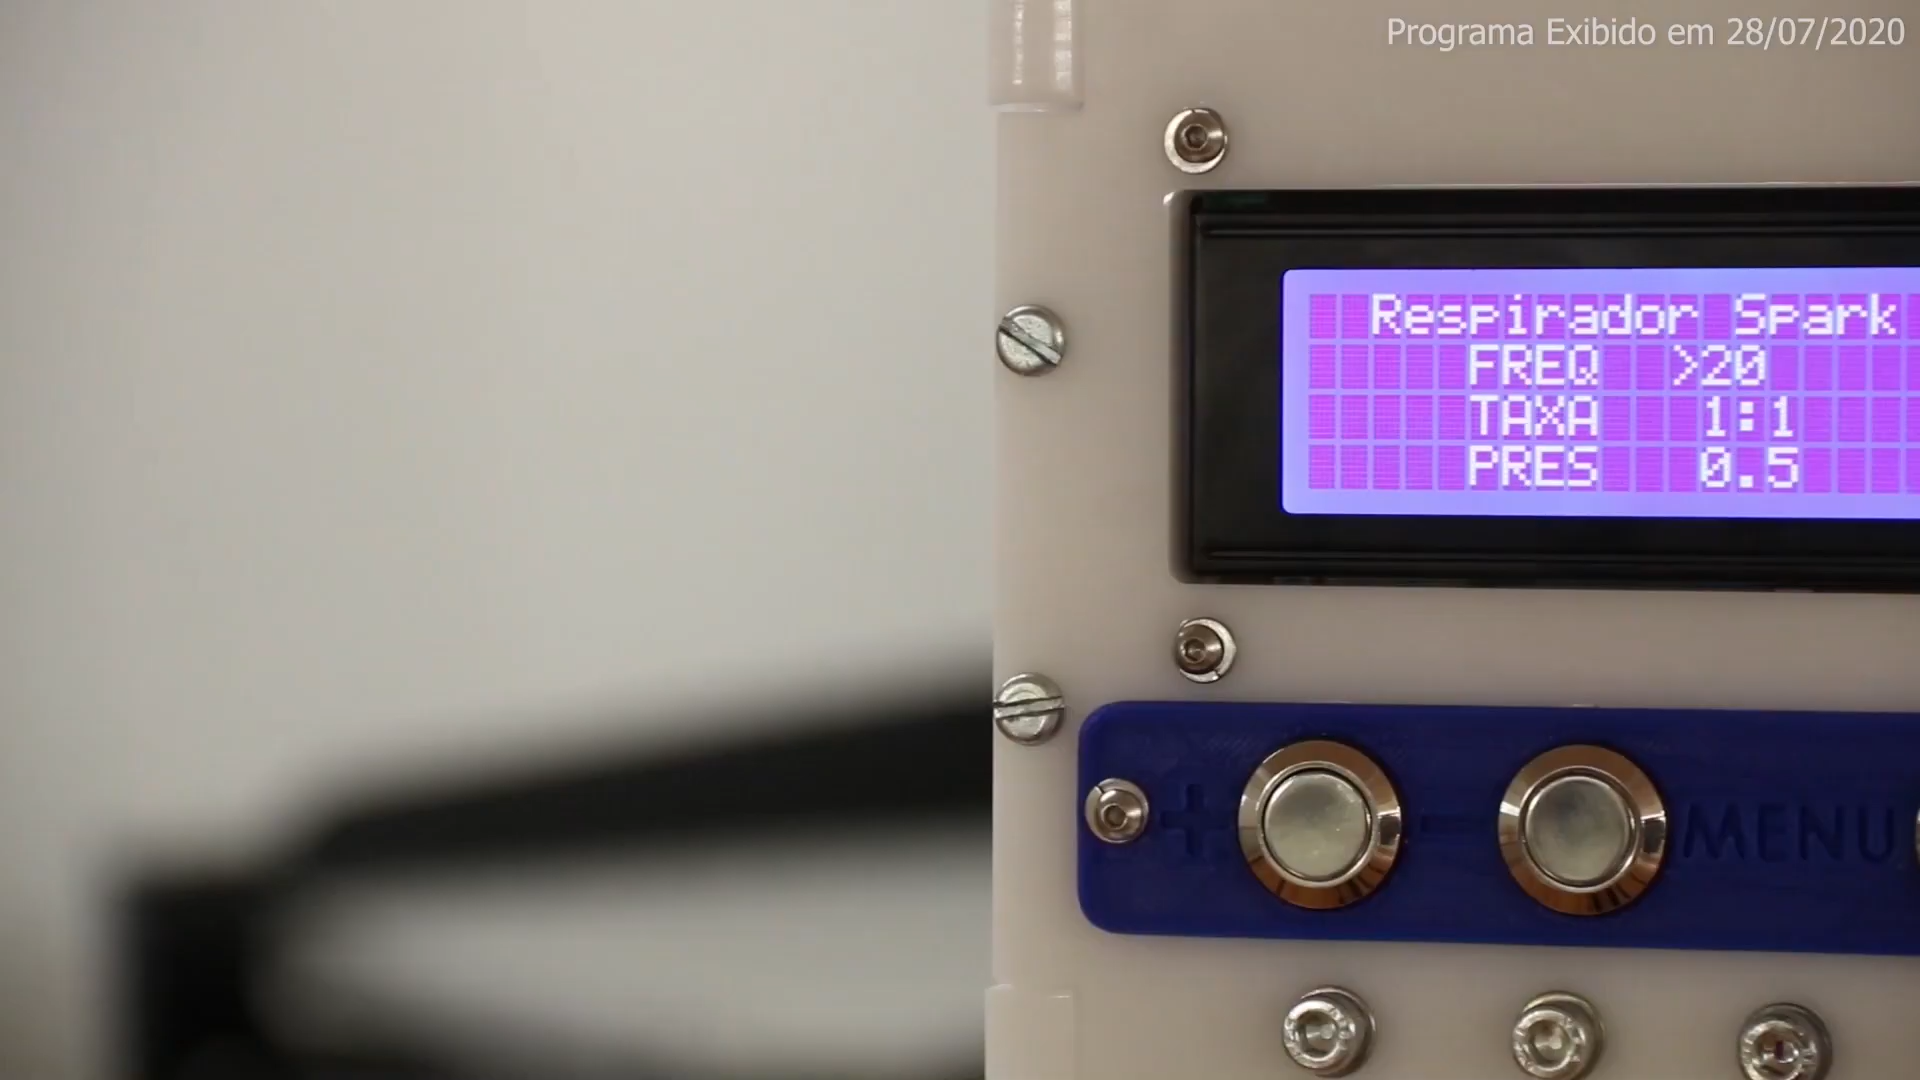 Programa Exibido em 28/07/2020
Respirador Spark
FREQ >20
TAXA 1:1
PRES 0.5
+ - MENU